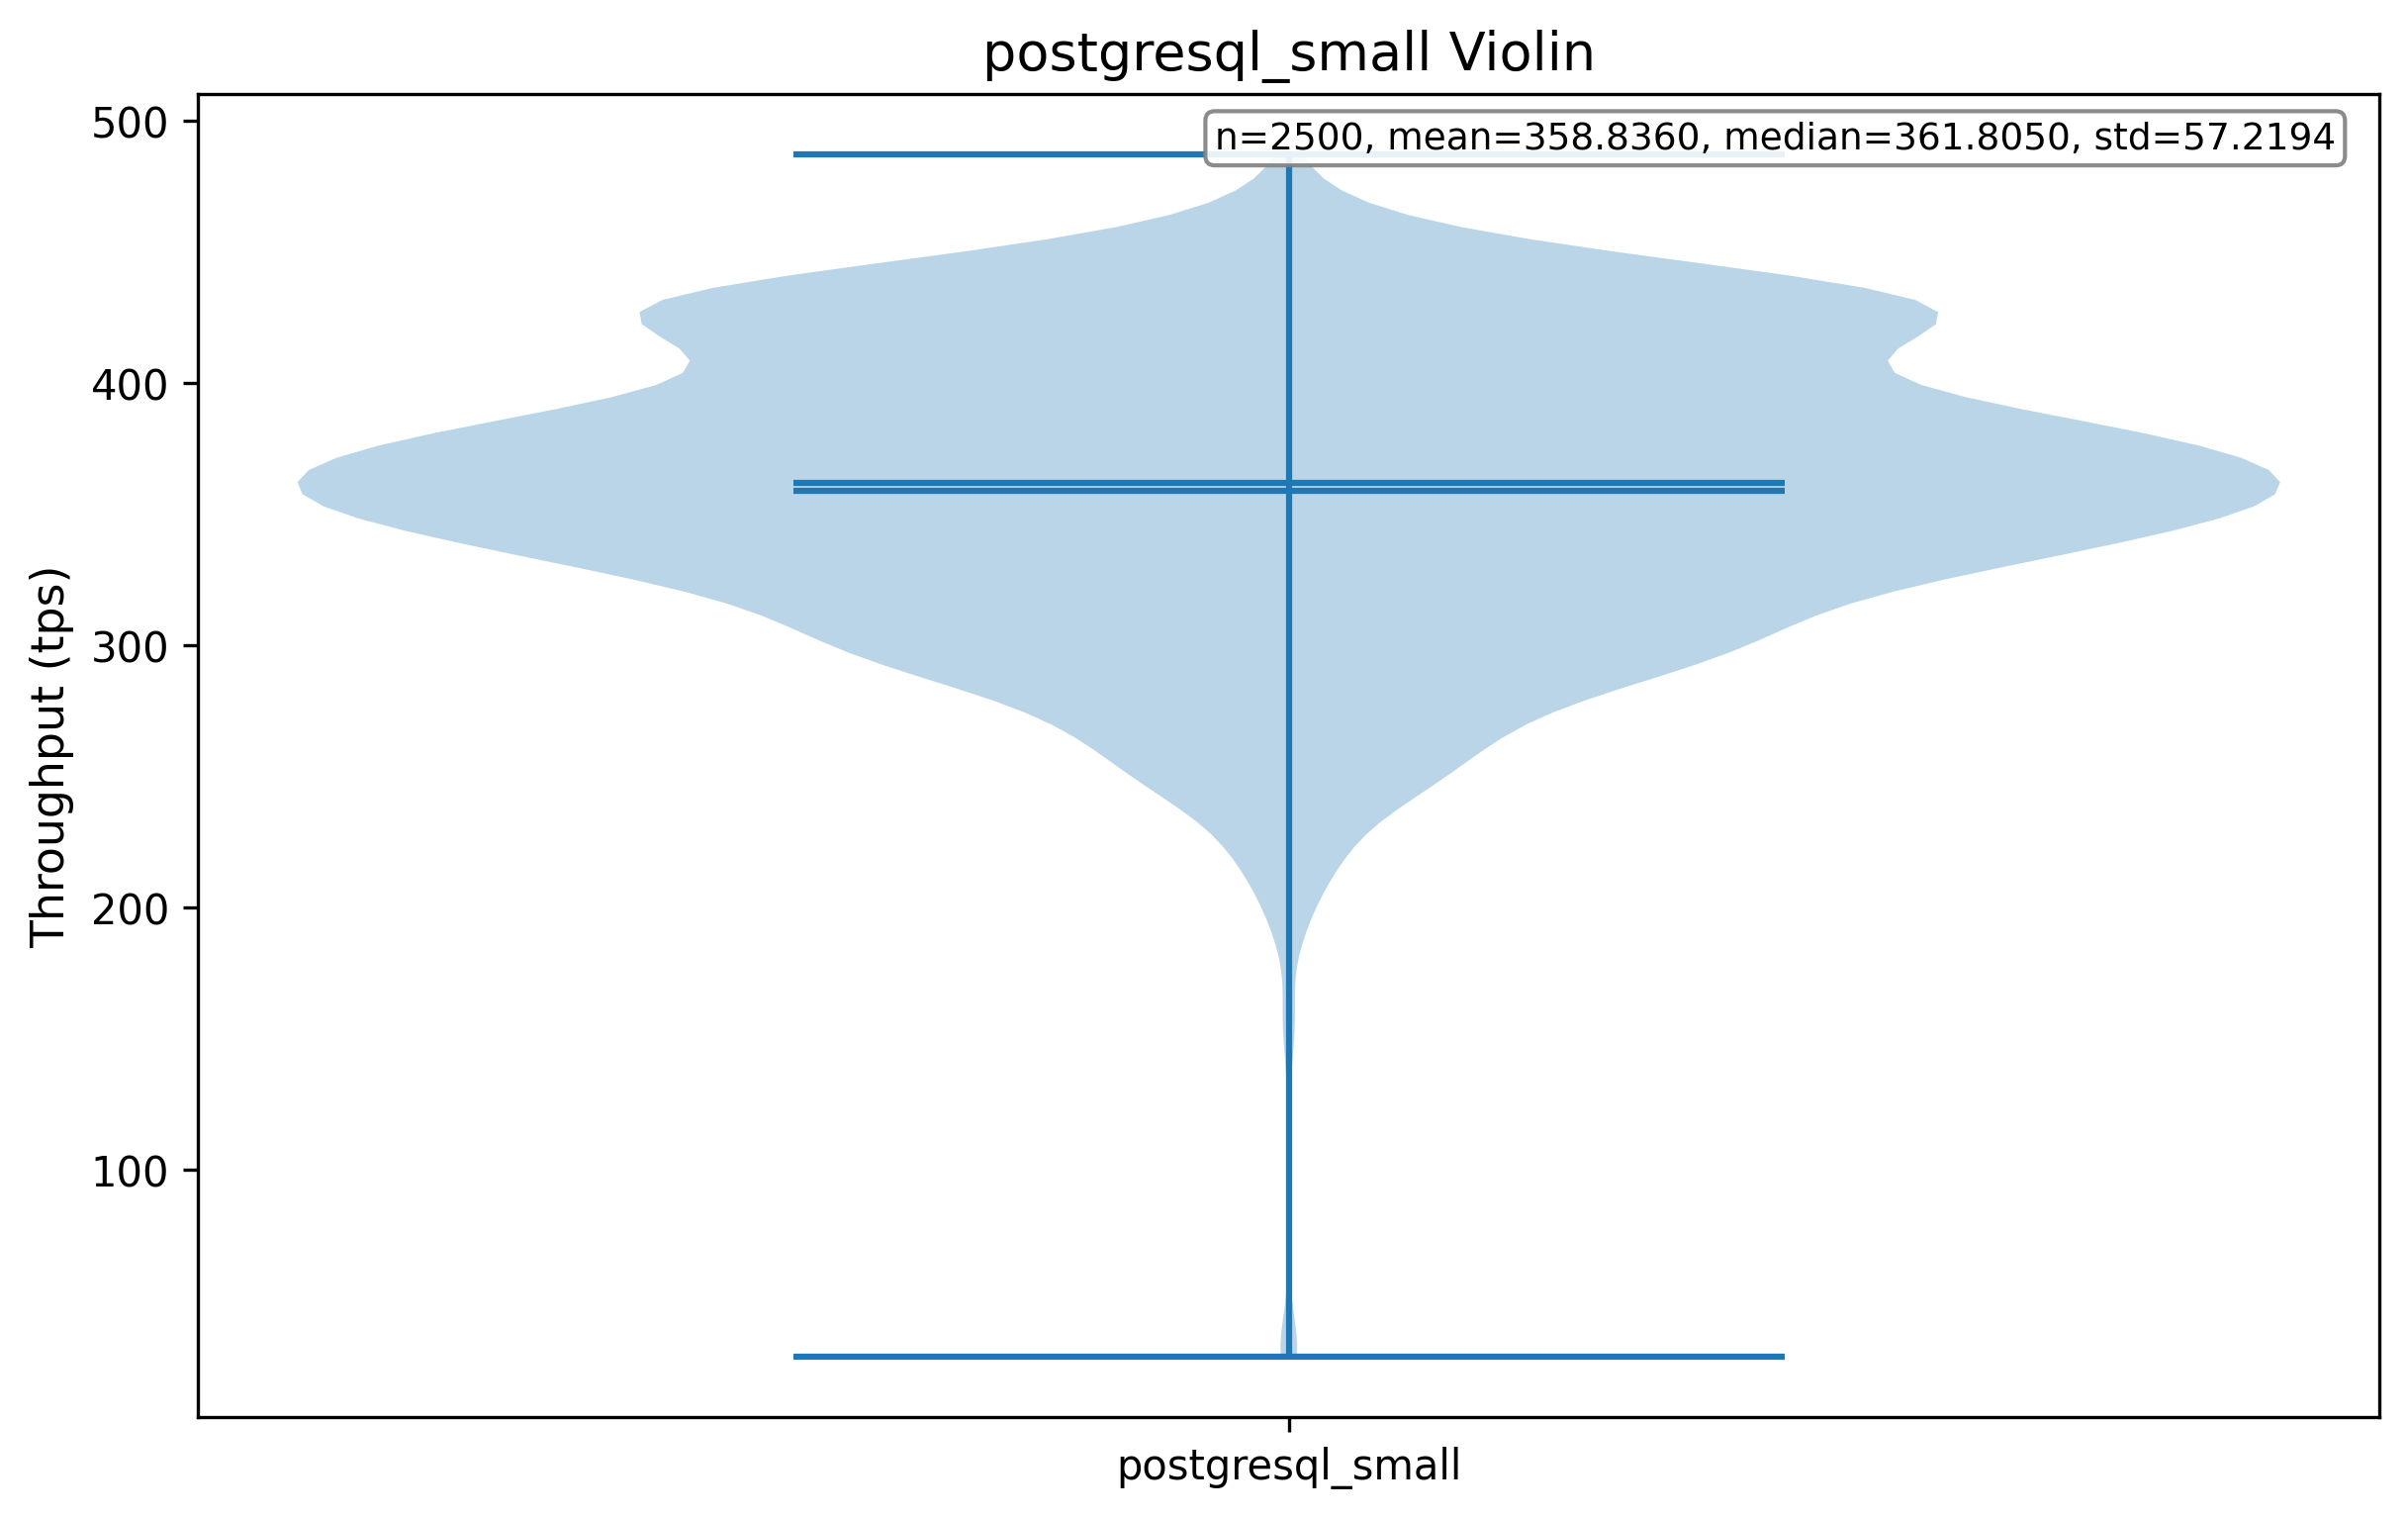 postgresql_small Violin
n=2500, mean=358.8360, median=361.8050, std=57.2194
Throughput (tps)
500
400
300
200
100
postgresql_small